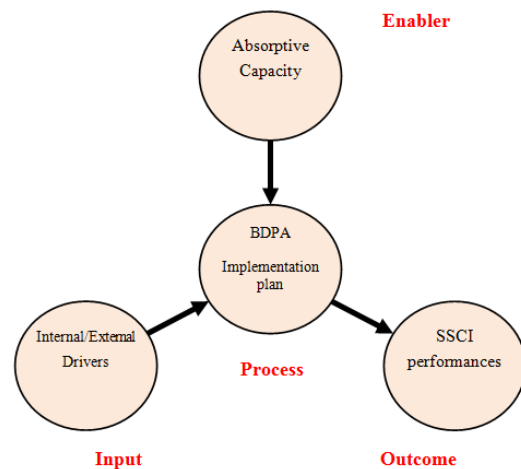 Enabler
Absorptive
Capacity
BDPA
Implementation
plan
Internal/External
Drivers
SSCI
performances
Process
Input
Outcome